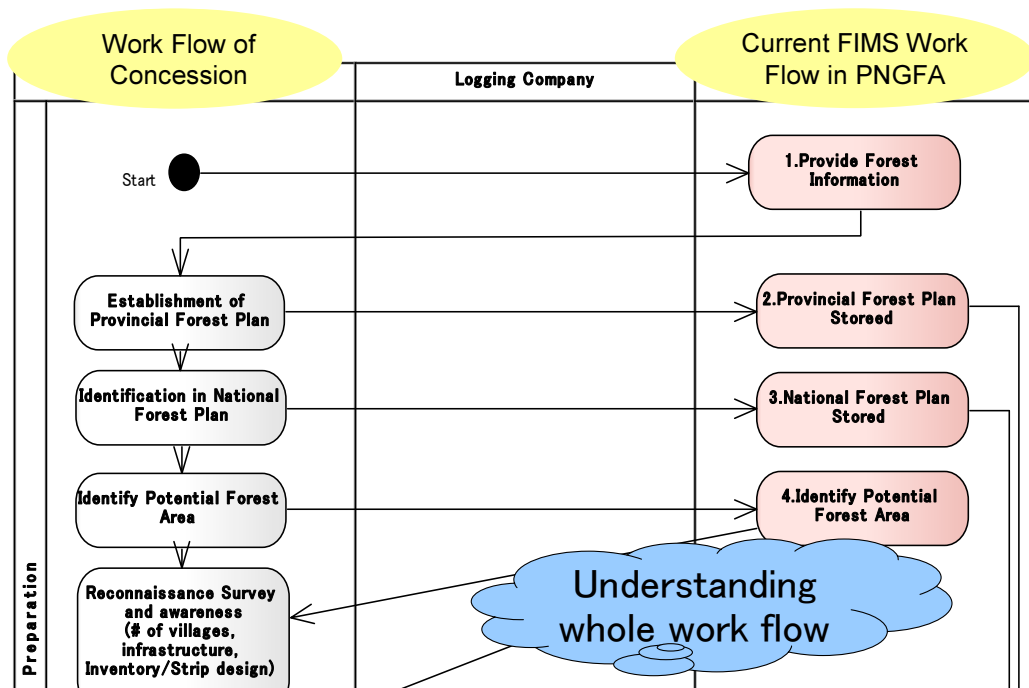 Work Flow of
Concession
Logging Company
Current FIMS Work
Flow in PNGFA
Start
1.Provide Forest
Information
Establishment of
Provincial Forest Plan
2.Provincial Forest Plan
Storeed
Identification in National
Forest Plan
3.National Forest Plan
Stored
Identify Potential Forest
Area
4.Identify Potential
Forest Area
Preparation
Reconnaissance Survey
and awareness
(# of villages,
infrastructure,
Inventory/Strip design)
Understanding
whole work flow